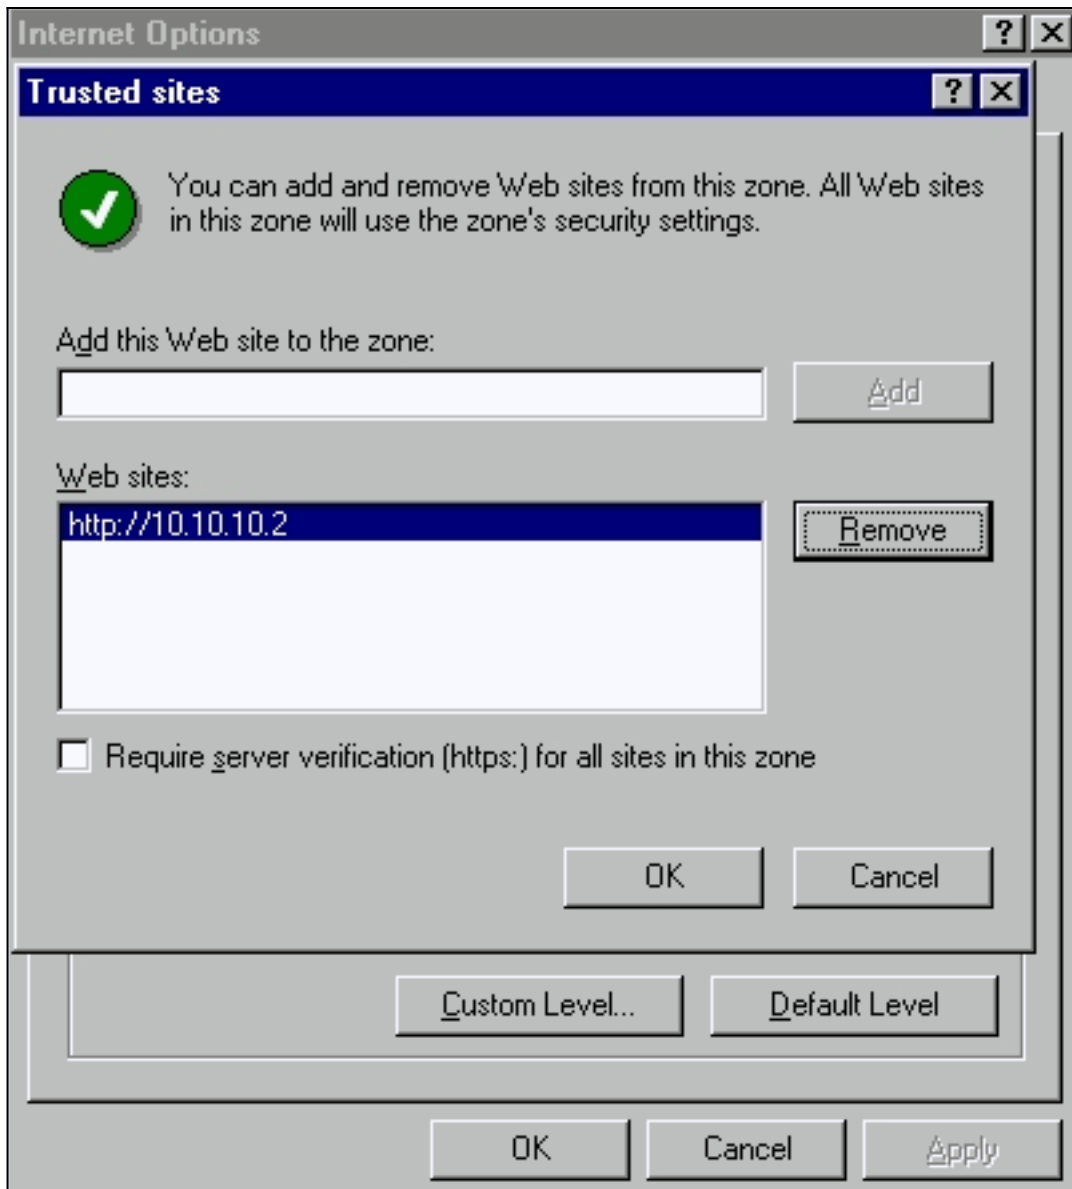 Internet Options
Trusted sites
You can add and remove Web sites from this zone. All Web sites
in this zone will use the zone's security settings.
Add this Web site to the zone:
Add
Web sites:
http://10.10.10.2
Remove
Require server verification (https:) for all sites in this zone
OK
Cancel
Custom Level...
Default Level
OK
Cancel
Apply